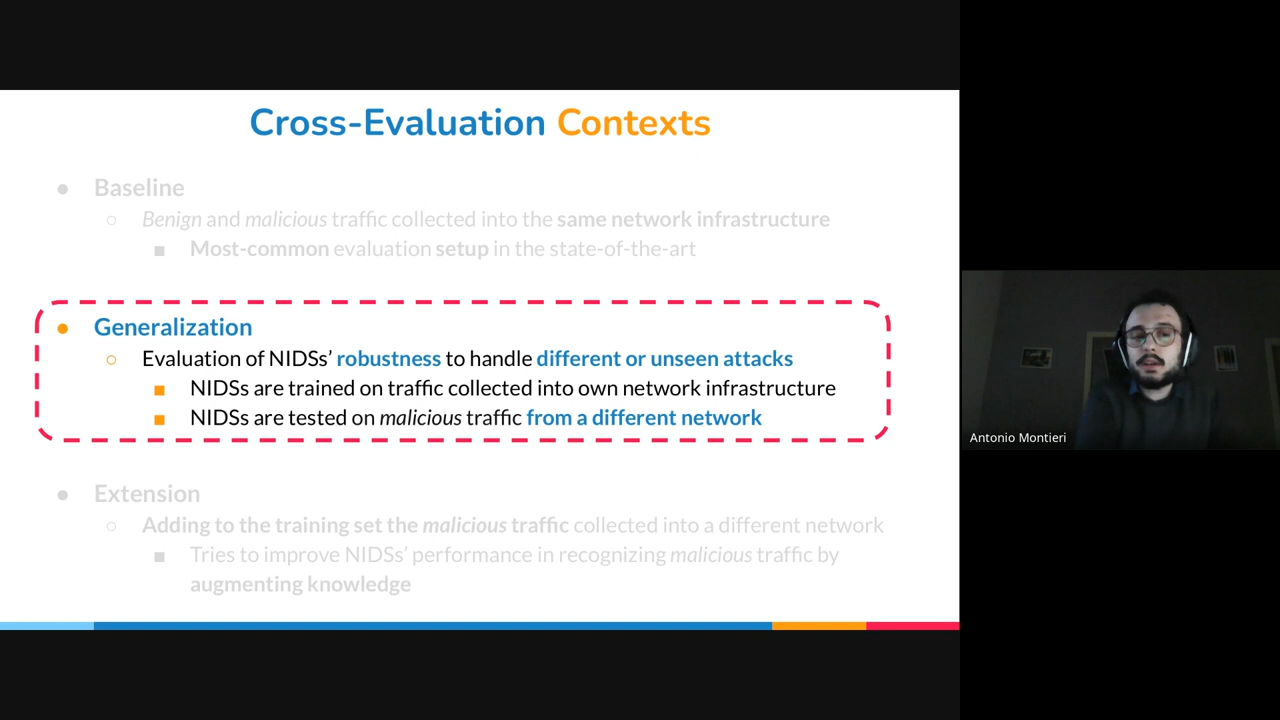 Cross-Evaluation Contexts
● Baseline
○ Benign and malicious traffic collected into the same network infrastructure
■ Most-common evaluation setup in the state-of-the-art
● Generalization
○ Evaluation of NIDSs’ robustness to handle different or unseen attacks
■ NIDSs are trained on traffic collected into own network infrastructure
■ NIDSs are tested on malicious traffic from a different network
● Extension
○ Adding to the training set the malicious traffic collected into a different network
■ Tries to improve NIDSs’ performance in recognizing malicious traffic by
augmenting knowledge
Antonio Montieri